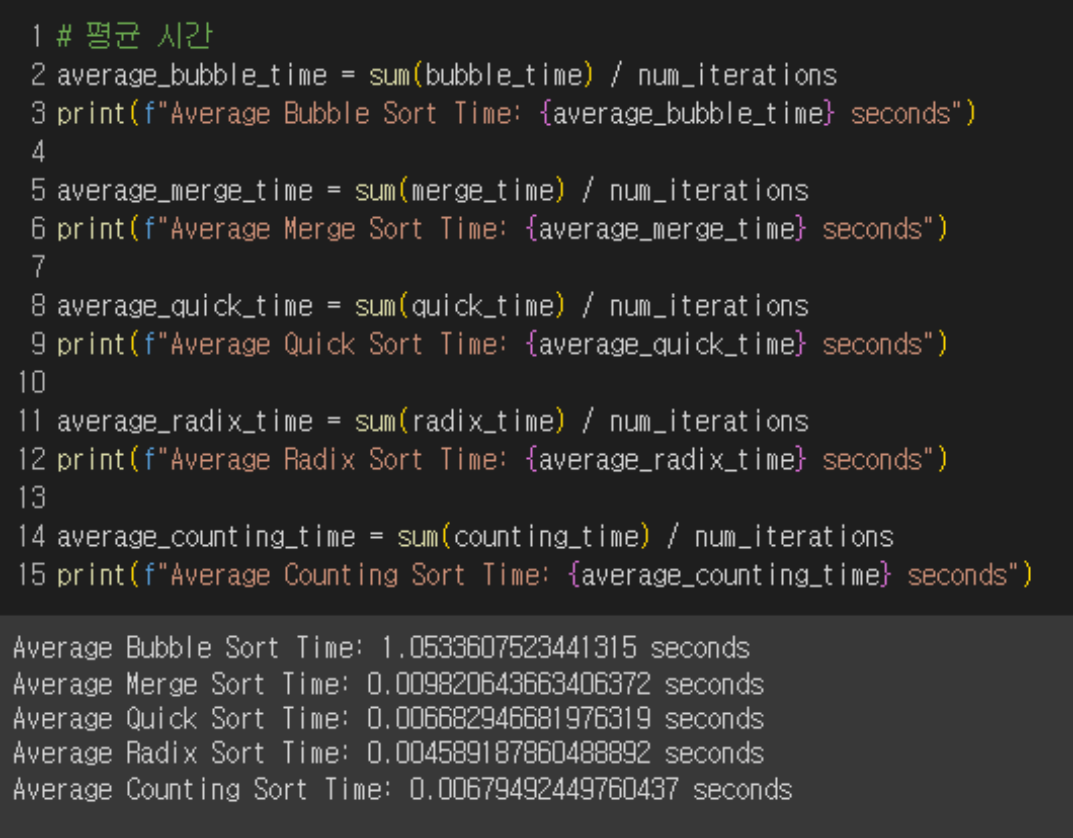 1 # 평균 시간
2 average_bubble_time = sum(bubble_time) / num_iterations
3 print(f"Average Bubble Sort Time: {average_bubble_time} seconds")
4
5 average_merge_time = sum(merge_time) / num_iterations
6 print(f"Average Merge Sort Time: {average_merge_time} seconds")
7
8 average_quick_time = sum(quick_time) / num_iterations
9 print(f"Average Quick Sort Time: {average_quick_time} seconds")
10
11 average_radix_time = sum(radix_time) / num_iterations
12 print(f"Average Radix Sort Time: {average_radix_time} seconds")
13
14 average_counting_time = sum(counting_time) / num_iterations
15 print(f"Average Counting Sort Time: {average_counting_time} seconds")
Average Bubble Sort Time: 1.0533607523441315 seconds
Average Merge Sort Time: 0.009820643663406372 seconds
Average Quick Sort Time: 0.006682946681976319 seconds
Average Radix Sort Time: 0.004589187860488892 seconds
Average Counting Sort Time: 0.00679492449760437 seconds